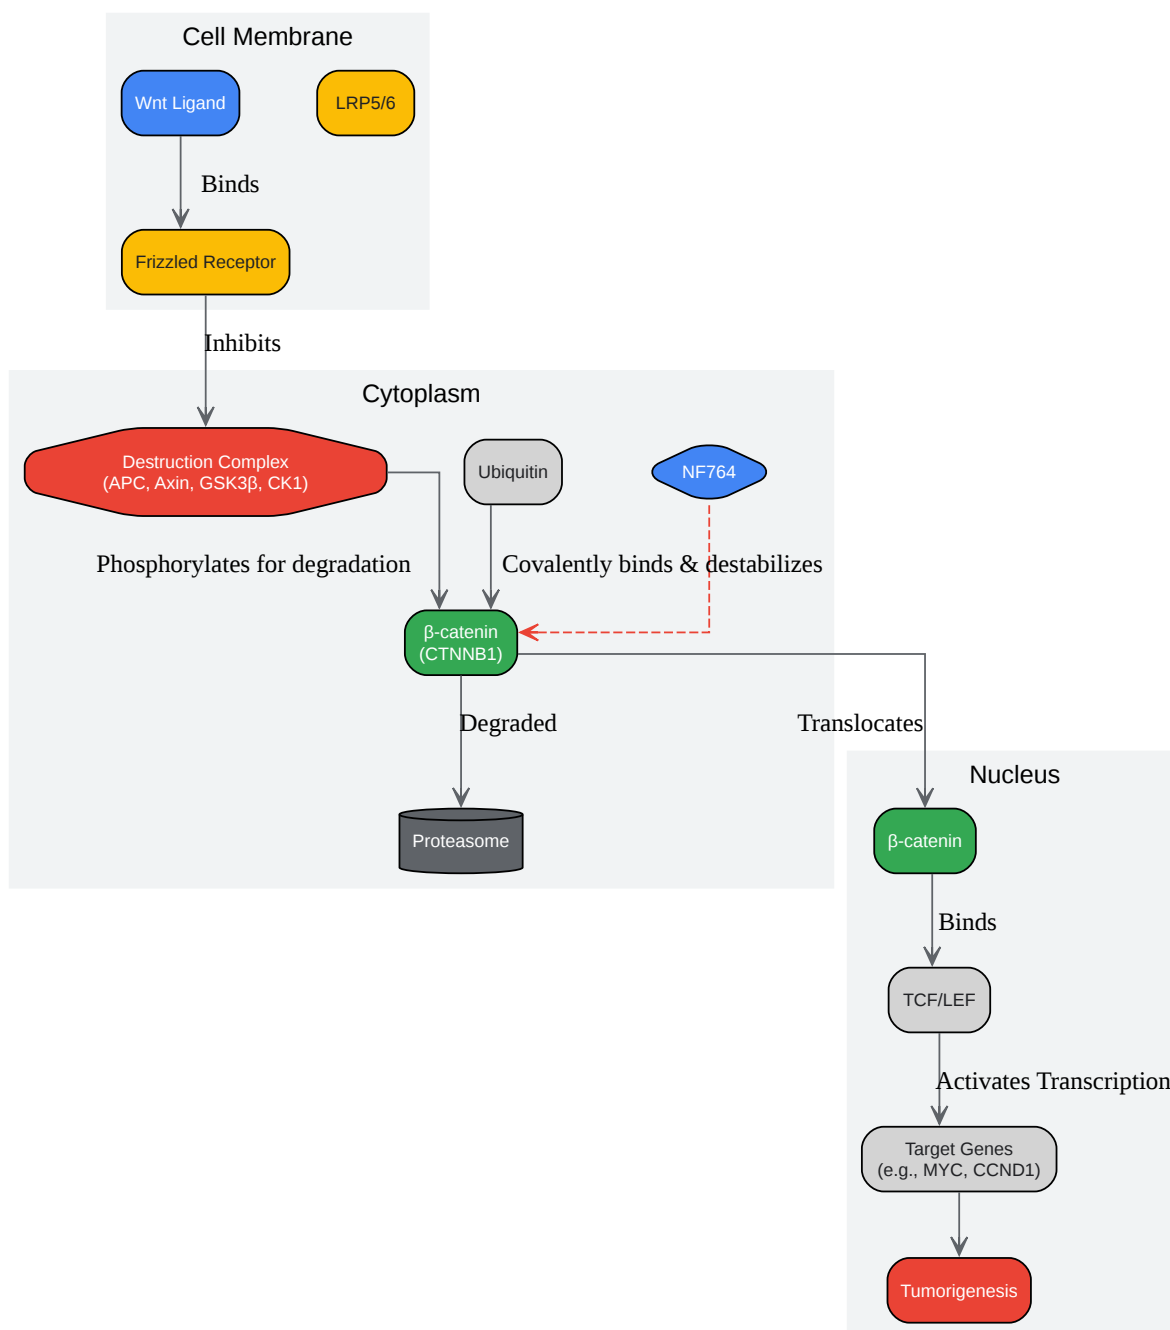 Cell Membrane
Wnt Ligand
LRP5/6
Binds
Frizzled Receptor
Inhibits
Cytoplasm
Destruction Complex
(APC, Axin, GSK3β, CK1)
Ubiquitin
NF764
Phosphorylates for degradation
Covalently binds & destabilizes
β-catenin
(CTNNB1)
Degraded
Translocates
Nucleus
Proteasome
β-catenin
Binds
TCF/LEF
Activates Transcription
Target Genes
(e.g., MYC, CCND1)
Tumorigenesis